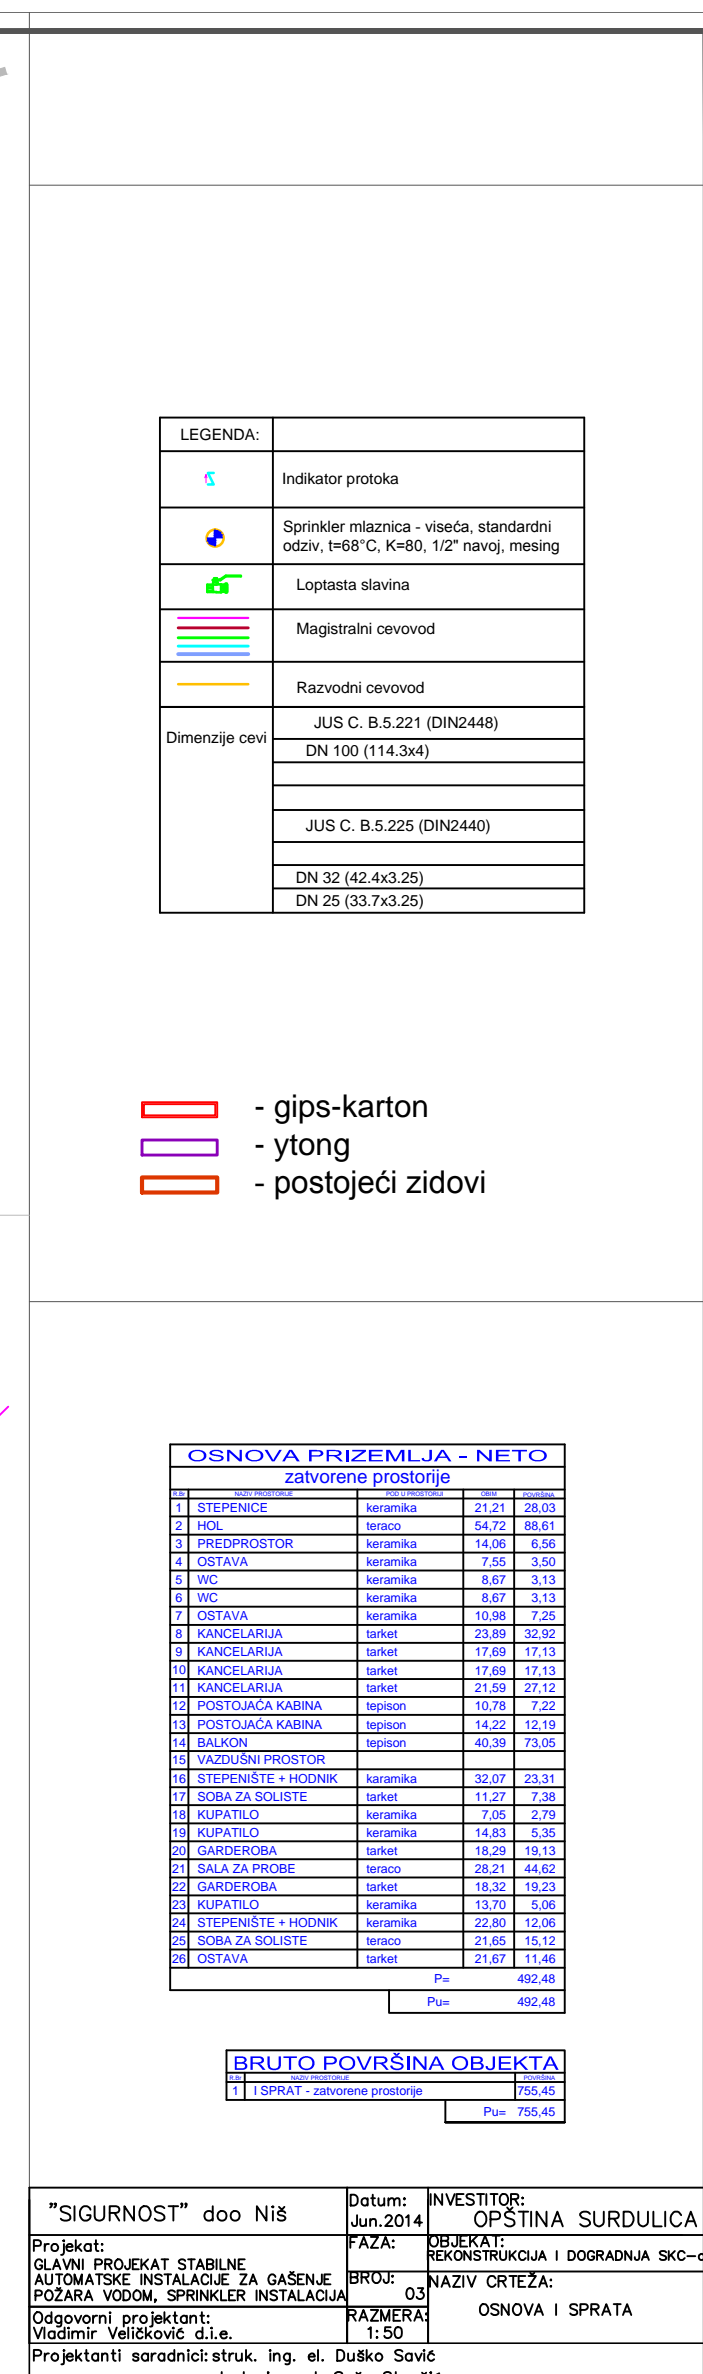 LEGENDA:
Indikator protoka
Sprinkler mlaznica - viseća, standardni
odziv, t=68°C, K=80, 1/2" navoj, mesing
Loptasta slavina
Magistralni cevovod
Razvodni cevovod
Dimenzije cevi
JUS C. B.5.221 (DIN2448)
DN 100 (114.3x4)
JUS C. B.5.225 (DIN2440)
DN 32 (42.4x3.25)
DN 25 (33.7x3.25)
- gips-karton
- ytong
- postojeći zidovi
OSNOVA PRIZEMLJA - NETO
zatvorene prostorije
R.Br NAZIV PROSTORIJE POD U PROSTORIJI OBIM POVRŠINA
1 STEPENICE keramika 21,21 28,03
2 HOL teraco 54,72 88,61
3 PREDPROSTOR keramika 14,06 6,56
4 OSTAVA keramika 7,55 3,50
5 WC keramika 8,67 3,13
6 WC keramika 8,67 3,13
7 OSTAVA keramika 10,98 7,25
8 KANCELARIJA tarket 23,89 32,92
9 KANCELARIJA tarket 17,69 17,13
10 KANCELARIJA tarket 17,69 17,13
11 KANCELARIJA tarket 21,59 27,12
12 POSTOJAĆA KABINA tepison 10,78 7,22
13 POSTOJAĆA KABINA tepison 14,22 12,19
14 BALKON tepison 40,39 73,05
15 VAZDUŠNI PROSTOR
16 STEPENIŠTE + HODNIK karamika 32,07 23,31
17 SOBA ZA SOLISTE tarket 11,27 7,38
18 KUPATILO keramika 7,05 2,79
19 KUPATILO keramika 14,83 5,35
20 GARDEROBA tarket 18,29 19,13
21 SALA ZA PROBE teraco 28,21 44,62
22 GARDEROBA tarket 18,32 19,23
23 KUPATILO keramika 13,70 5,06
24 STEPENIŠTE + HODNIK keramika 22,80 12,06
25 SOBA ZA SOLISTE teraco 21,65 15,12
26 OSTAVA tarket 21,67 11,46
P= 492,48
Pu= 492,48
BRUTO POVRŠINA OBJEKTA
R.Br NAZIV PROSTORIJE POVRŠINA
1 I SPRAT - zatvorene prostorije 755,45
Pu= 755,45
"SIGURNOST" doo Niš
Datum:
Jun.2014
INVESTITOR:
OPŠTINA SURDULICA
Projekat:
GLAVNI PROJEKAT STABILNE
AUTOMATSKE INSTALACIJE ZA GAŠENJE
POŽARA VODOM, SPRINKLER INSTALACIJA
FAZA:
OBJEKAT:
REKONSTRUKCIJA I DOGRADNJA SKC-a
BROJ:
03
NAZIV CRTEŽA:
OSNOVA I SPRATA
Odgovorni projektant:
Vladimir Veličković d.i.e.
RAZMERA:
1:50
Projektanti saradnici: struk. ing. el. Duško Savić